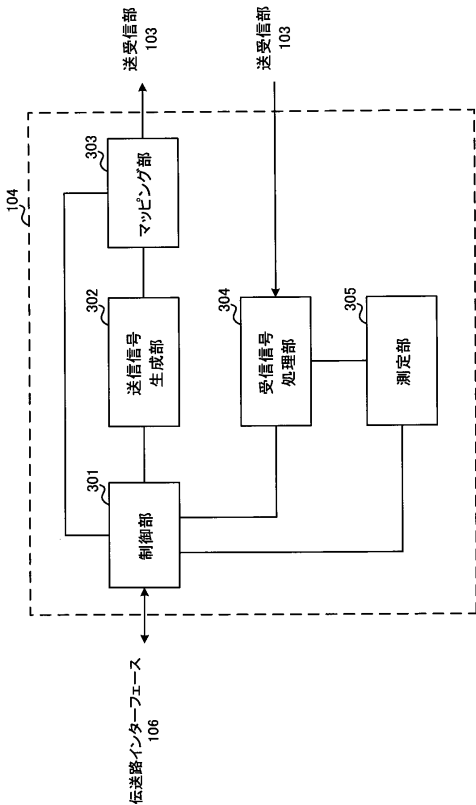 104
伝送路インターフェース
106
301
制御部
302
送信信号
生成部
303
マッピング部
送受信部
103
304
受信信号
処理部
送受信部
103
305
測定部